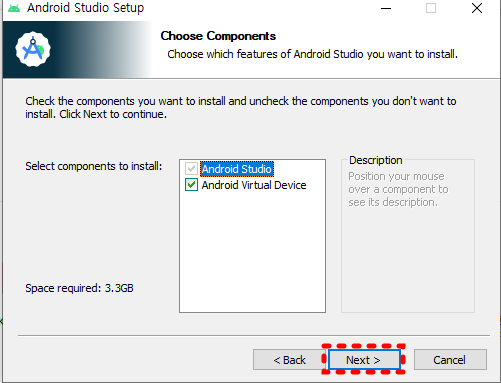 Android Studio Setup
Choose Components
Choose which features of Android Studio you want to install.
Check the components you want to install and uncheck the components you don't want to
install. Click Next to continue.
Select components to install:
Android Studio
Android Virtual Device
Description
Position your mouse
over a component to
see its description.
Space required: 3.3GB
< Back
Next >
Cancel